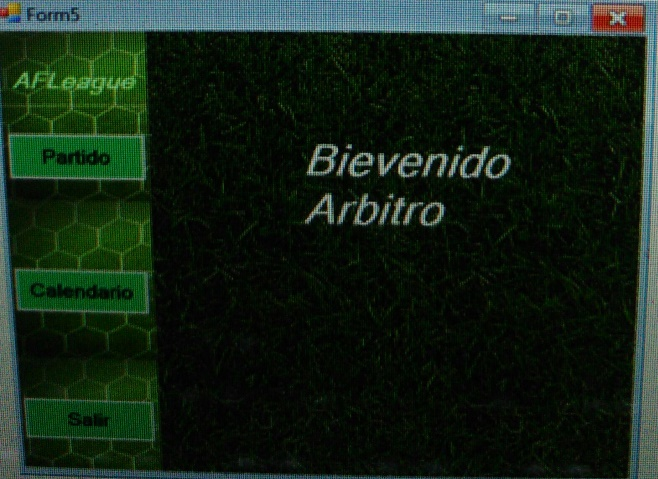 Form5
AFLeague
Partido
Calendario
Salir
Bievenido
Arbitro